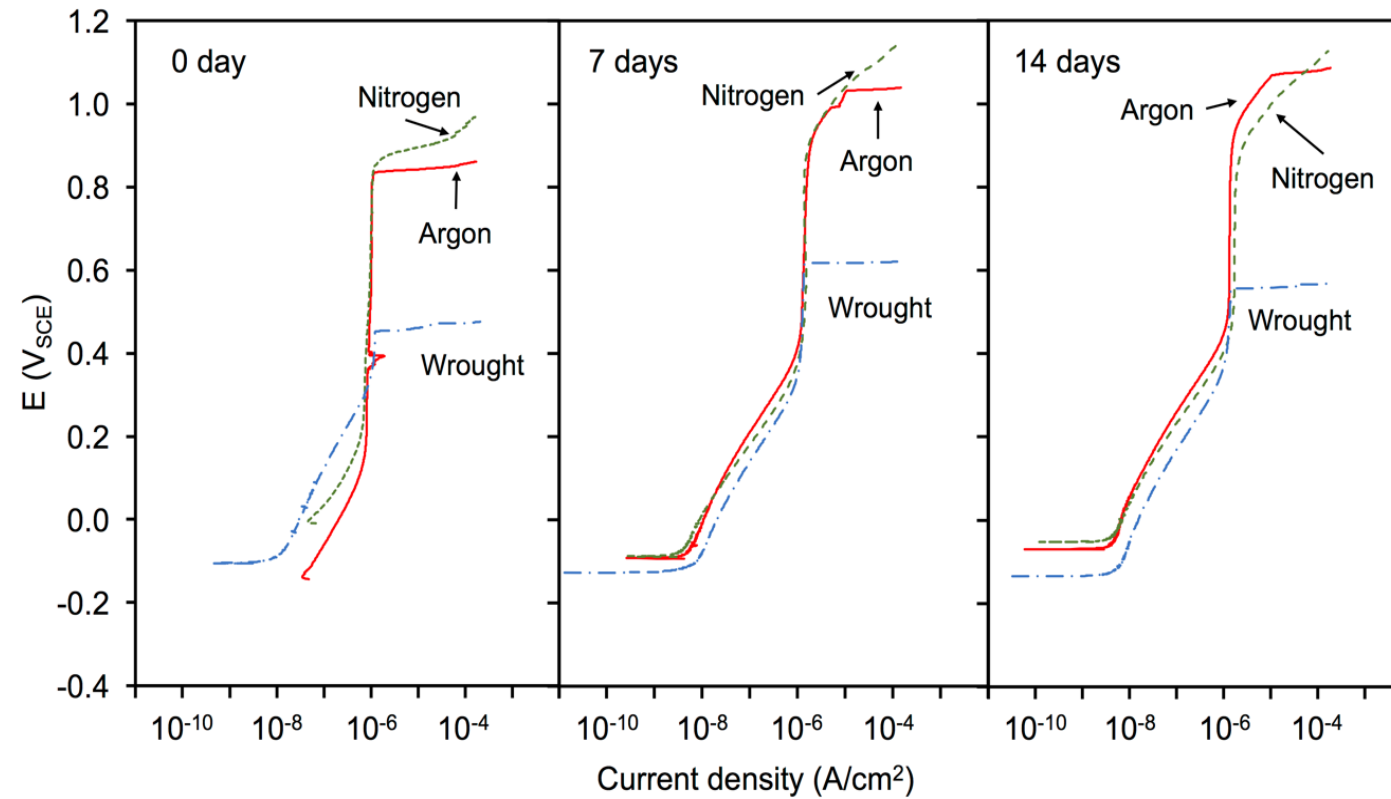 1.2
1.0
0.8
0.6
0.4
0.2
0.0
-0.2
-0.4
E (V_SCE)
0 day
Nitrogen
Argon
Wrought
7 days
Nitrogen
Argon
Wrought
14 days
Argon
Nitrogen
Wrought
10^-10 10^-8 10^-6 10^-4
10^-10 10^-8 10^-6 10^-4
10^-10 10^-8 10^-6 10^-4
Current density (A/cm²)